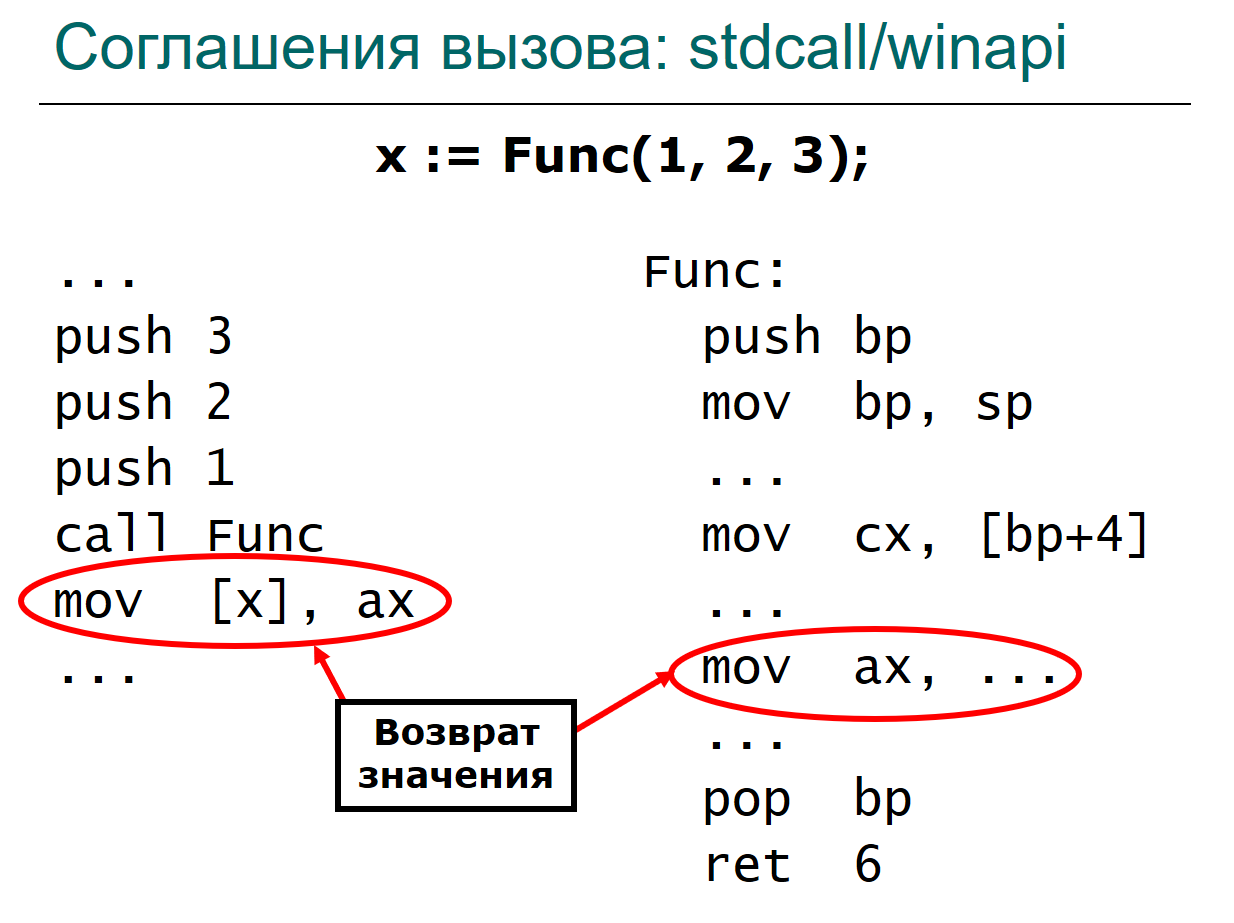 Соглашения вызова: stdcall/winapi
x := Func(1, 2, 3);
...
push 3
push 2
push 1
call Func
mov [x], ax
...
Возврат
значения
Func:
push bp
mov bp, sp
...
mov cx, [bp+4]
...
mov ax, ...
...
pop bp
ret 6